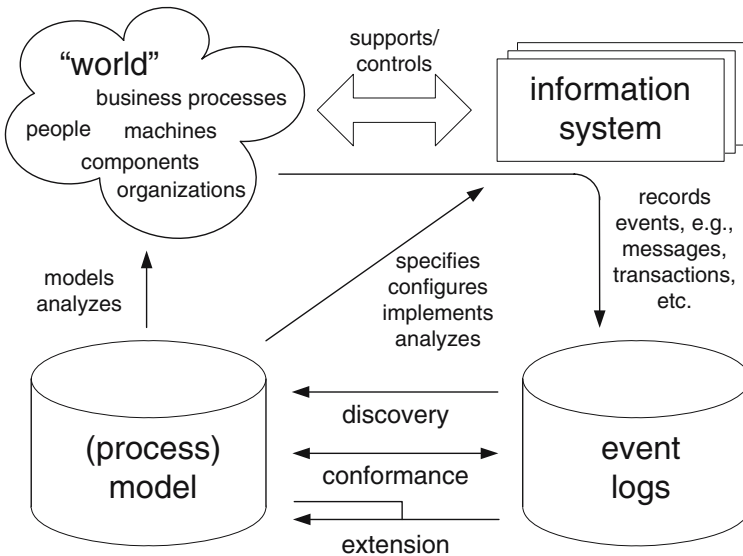 “world”
business processes
people
machines
components
organizations
supports/
controls
information
system
records
events, e.g.,
messages,
transactions,
etc.
models
analyzes
specifies
configures
implements
analyzes
(process)
model
discovery
conformance
extension
event
logs